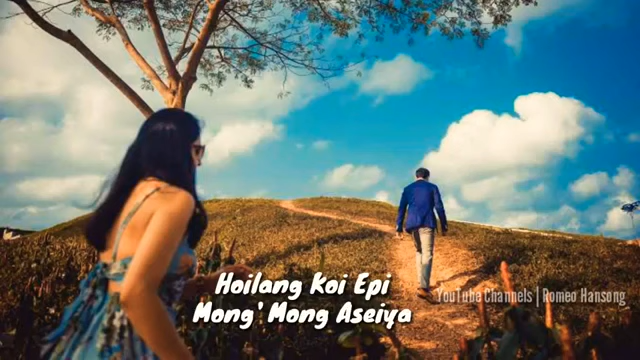 Hoilang Koi Epi
Mong' Mong Aseiya
YouTube Channels | Romeo Hansong